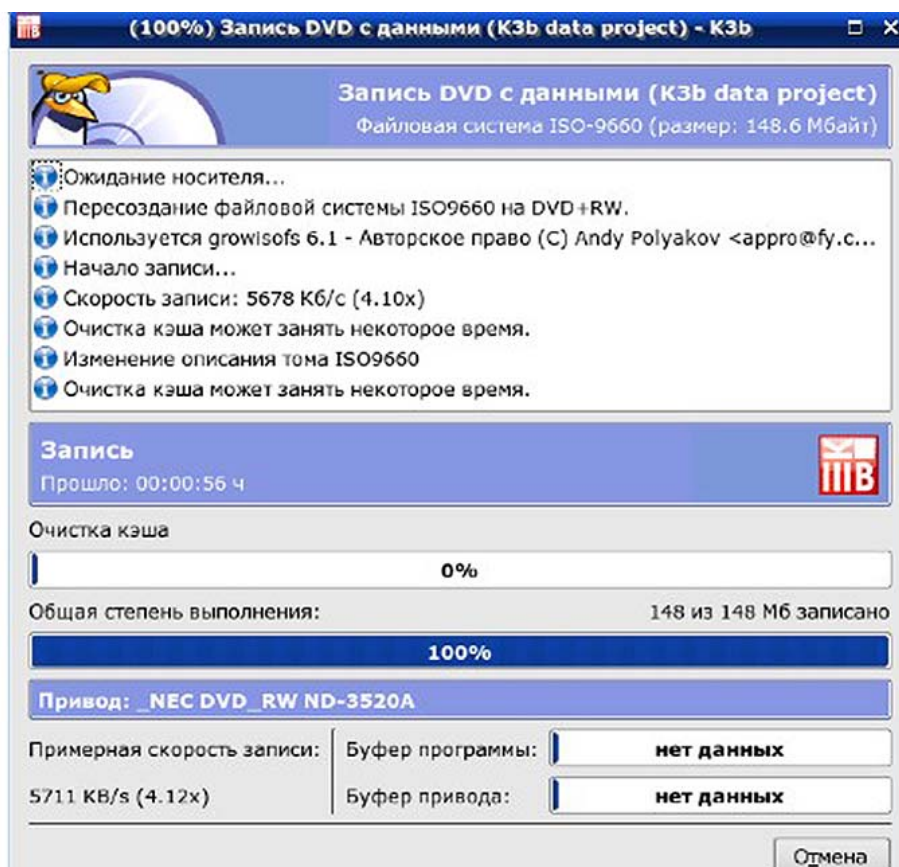 (100%) Запись DVD с данными (K3b data project) - K3b
Запись DVD с данными (K3b data project)
Файловая система ISO-9660 (размер: 148.6 Мбайт)
Ожидание носителя...
Пересоздание файловой системы ISO9660 на DVD+RW.
Используется growisofs 6.1 - Авторское право (C) Andy Polyakov <appro@fy.c...
Начало записи...
Скорость записи: 5678 Кб/с (4.10x)
Очистка кэша может занять некоторое время.
Изменение описания тома ISO9660
Очистка кэша может занять некоторое время.
Запись
Прошло: 00:00:56 ч
Очистка кэша
0%
Общая степень выполнения: 148 из 148 Мб записано
100%
Привод: _NEC DVD_RW ND-3520A
Примерная скорость записи: Буфер программы: нет данных
5711 KB/s (4.12x) Буфер привода: нет данных
Отмена